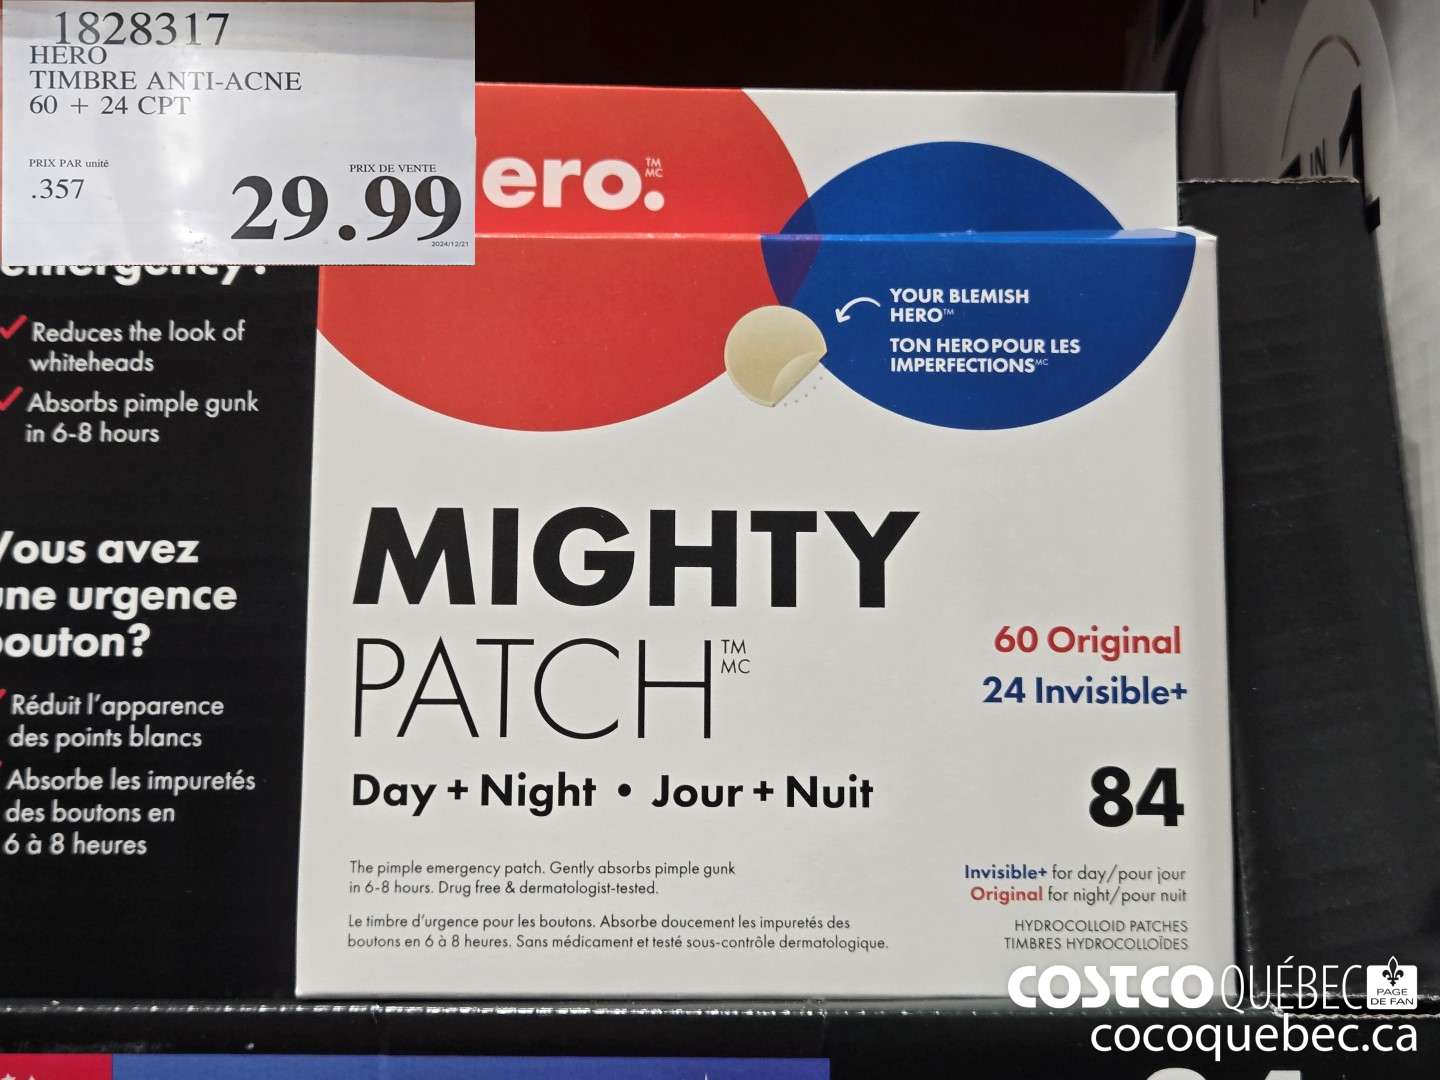 1828317
HERO
TIMBRE ANTI-ACNE
60 + 24 CPT
PRIX PAR unité
.357
PRIX DE VENTE
29.99
2024/12/21
ero.
TM
MC
emergency?
Reduces the look of
whiteheads
Absorbs pimple gunk
in 6-8 hours
Vous avez
une urgence
bouton?
Réduit l'apparence
des points blancs
Absorbe les impuretés
des boutons en
6 à 8 heures
YOUR BLEMISH
HERO™
TON HERO POUR LES
IMPERFECTIONS MC
MIGHTY
PATCH
TM
MC
Day + Night • Jour + Nuit
The pimple emergency patch. Gently absorbs pimple gunk
in 6-8 hours. Drug free & dermatologist-tested.
Le timbre d'urgence pour les boutons. Absorbe doucement les impuretés des
boutons en 6 à 8 heures. Sans médicament et testé sous-contrôle dermatologique.
60 Original
24 Invisible+
84
Invisible+ for day/pour jour
Original for night/pour nuit
HYDROCOLLOID PATCHES
TIMBRES HYDROCOLLOÏDES
COSTCO QUÉBEC
PAGE
DE FAN
cocoquebec.ca